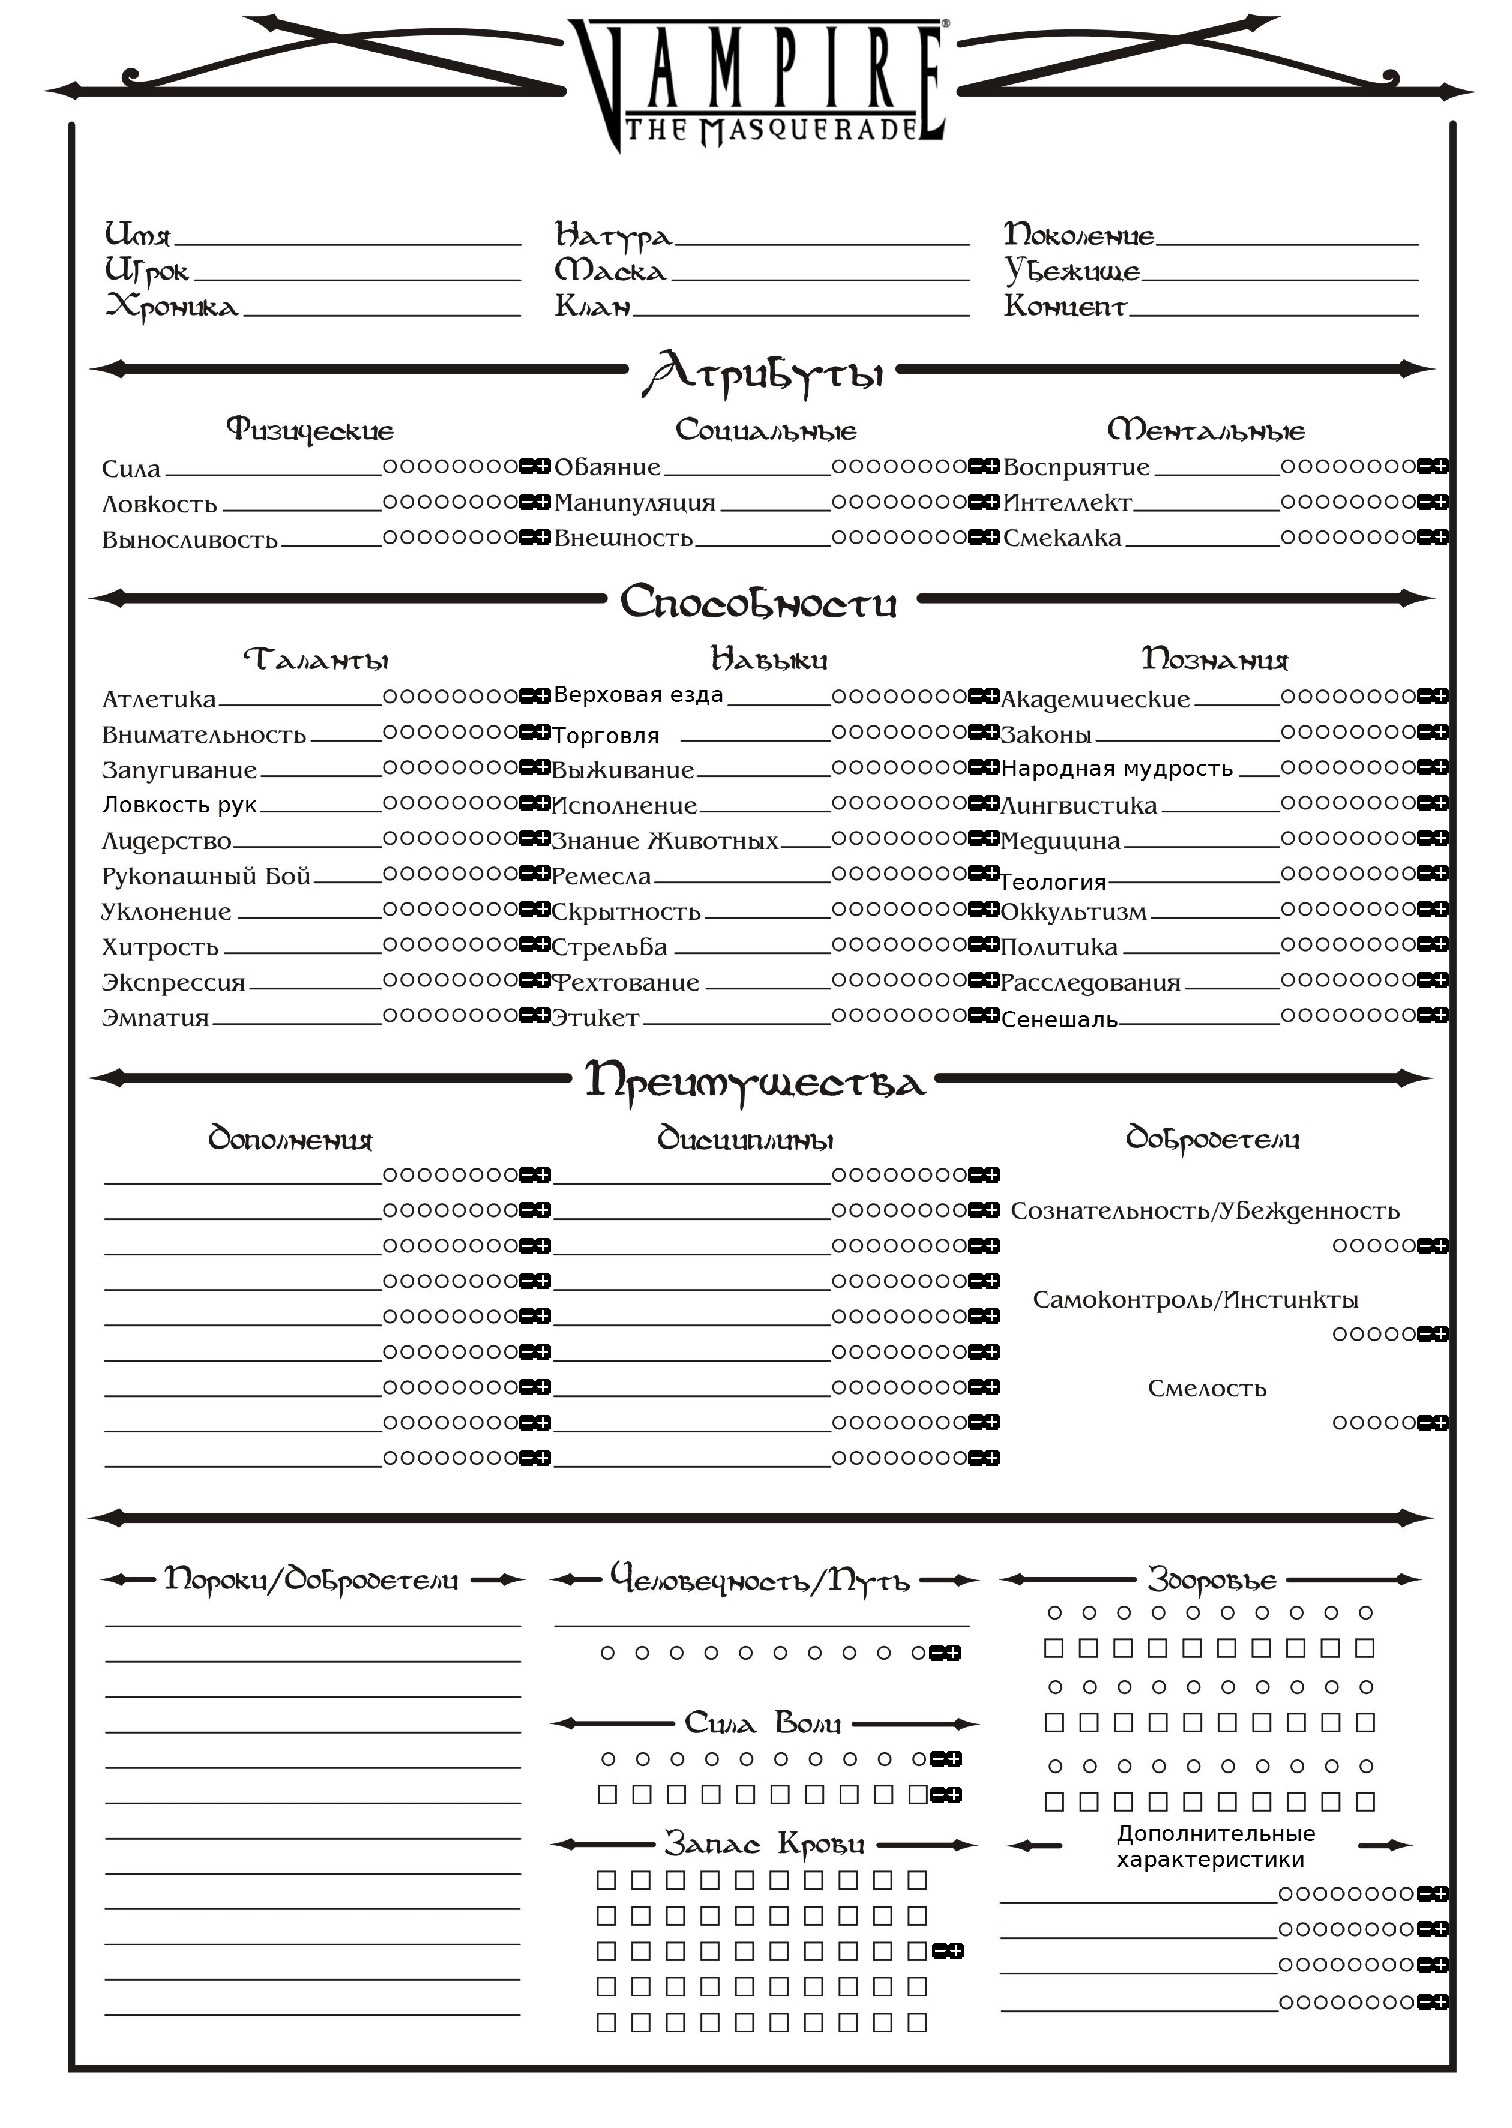 VAMPIRE®
THE MASQUERADE
Имя Натура Поколение
Игрок Маска Убежище
Хроника Клан Концепт
Атрибуты
Физические Социальные Ментальные
Сила Обаяние Восприятие
Ловкость Манипуляция Интеллект
Выносливость Внешность Смекалка
Способности
Таланты Навыки Познания
Атлетика Верховая езда Академические
Внимательность Торговля Законы
Запугивание Выживание Народная мудрость
Ловкость рук Исполнение Лингвистика
Лидерство Знание Животных Медицина
Рукопашный Бой Ремесла Теология
Уклонение Скрытность Оккультизм
Хитрость Стрельба Политика
Экспрессия Фехтование Расследования
Эмпатия Этикет Сенешаль
Преимущества
Дополнения Дисциплины Добродетели
Сознательность/Убежденность
Самоконтроль/Инстинкты
Смелость
Пороки/Добродетели Человечность/Путь Здоровье
Сила Воли
Запас Крови
Дополнительные
характеристики